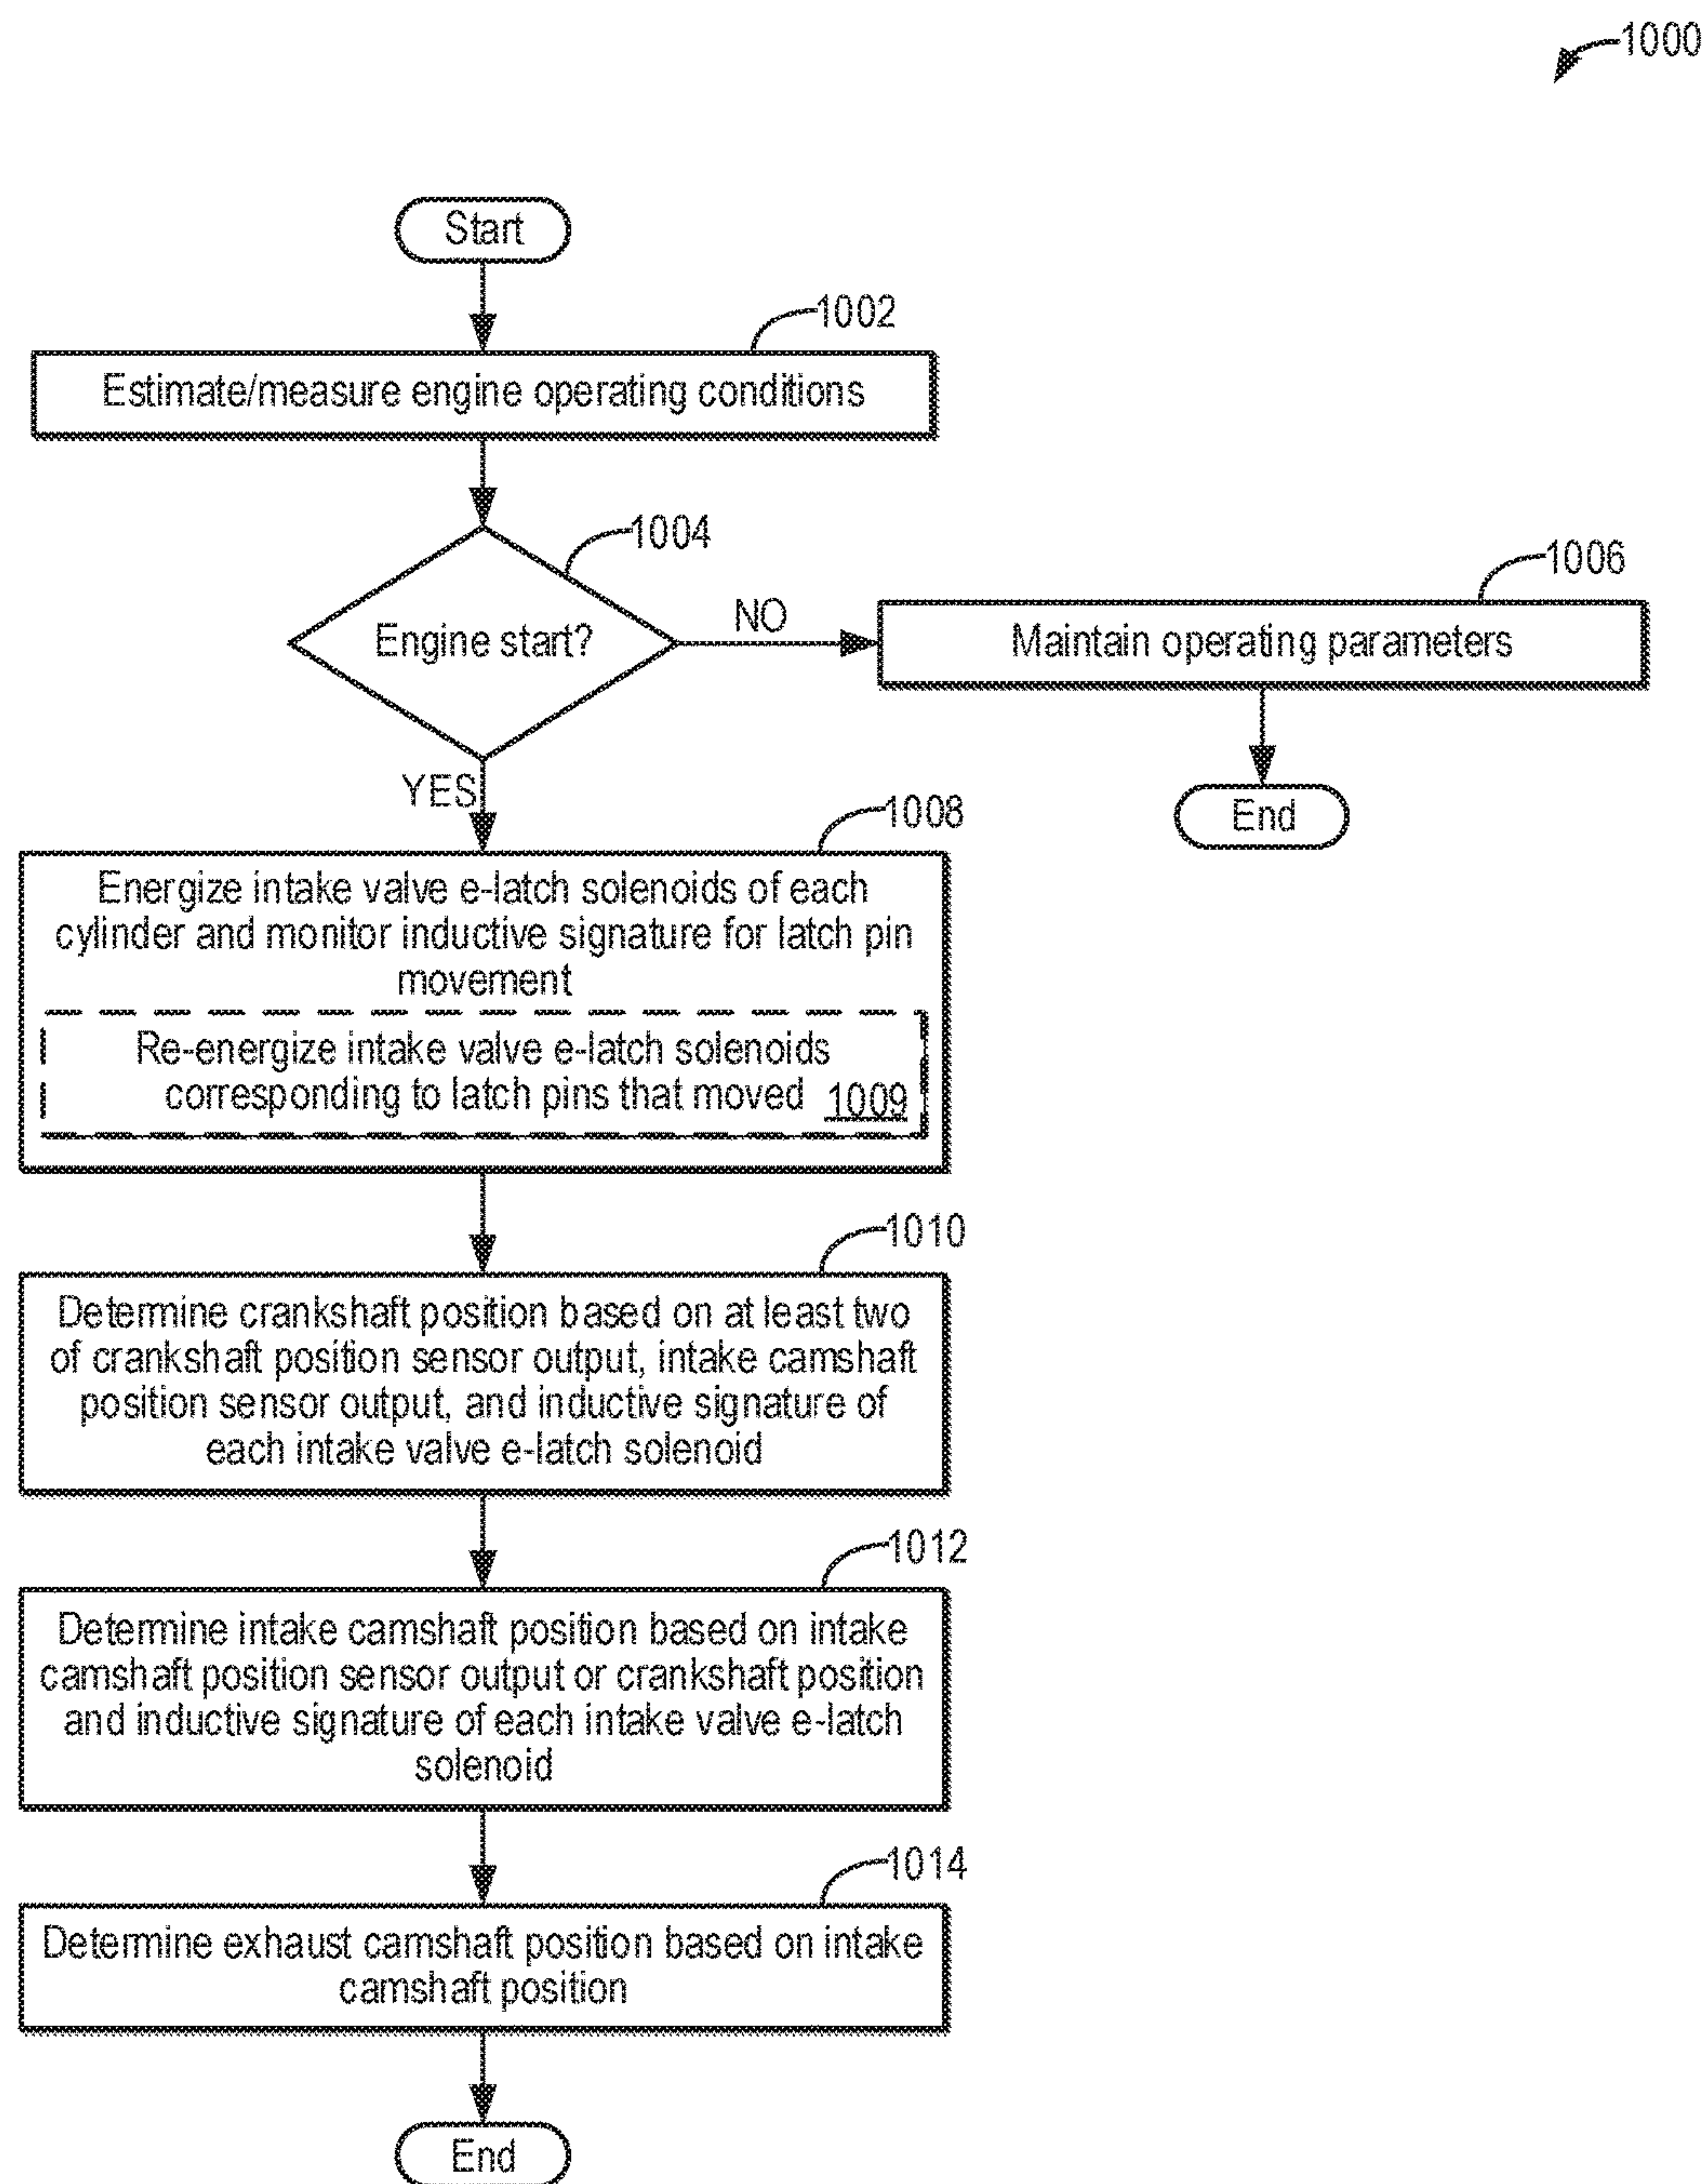 1000
Start
1002
Estimate/measure engine operating conditions
1004
Engine start?
NO
1006
Maintain operating parameters
End
YES
1008
Energize intake valve e-latch solenoids of each
cylinder and monitor inductive signature for latch pin
movement
Re-energize intake valve e-latch solenoids
corresponding to latch pins that moved 1009
1010
Determine crankshaft position based on at least two
of crankshaft position sensor output, intake camshaft
position sensor output, and inductive signature of
each intake valve e-latch solenoid
1012
Determine intake camshaft position based on intake
camshaft position sensor output or crankshaft position
and inductive signature of each intake valve e-latch
solenoid
1014
Determine exhaust camshaft position based on intake
camshaft position
End